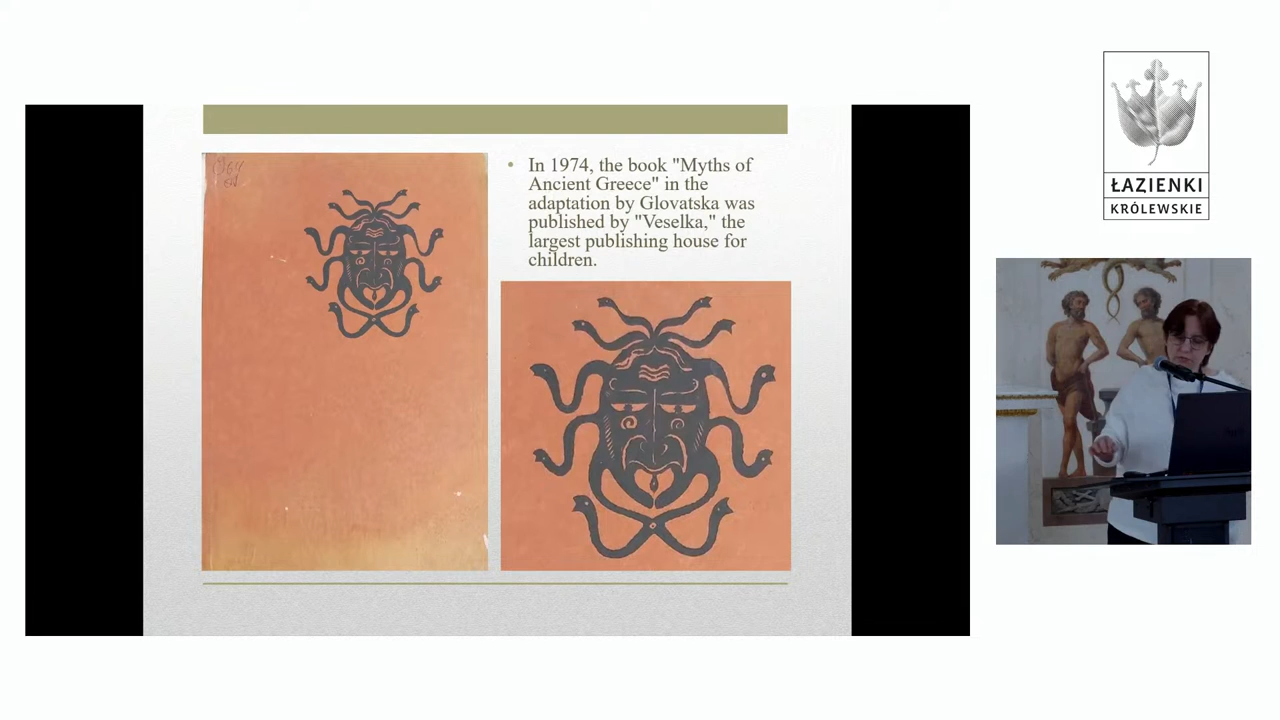 In 1974, the book "Myths of
Ancient Greece" in the
adaptation by Glovatska was
published by "Veselka," the
largest publishing house for
children.
ŁAZIENKI
KRÓLEWSKIE